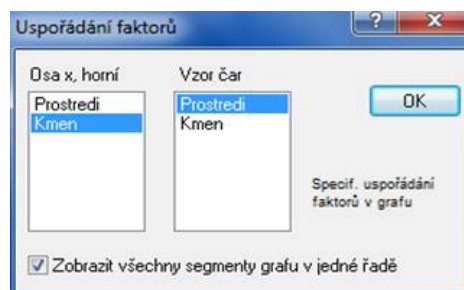 Uspořádání faktorů
Osa x, horní
Vzor čar
Prostredi
Kmen
Prostredi
Kmen
OK
Specif. uspořádání
faktorů v grafu
Zobrazit všechny segmenty grafu v jedné řadě